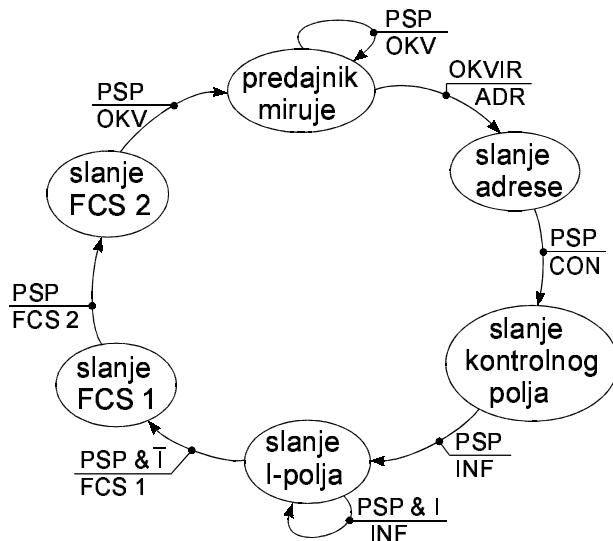 PSP
OKV
predajnik
miruje
OKVIR
ADR
slanje
adrese
PSP
CON
slanje
kontrolnog
polja
PSP
INF
slanje
I-polja
PSP & I
INF
PSP & Ī
FCS 1
slanje
FCS 1
PSP
FCS 2
slanje
FCS 2
PSP
OKV